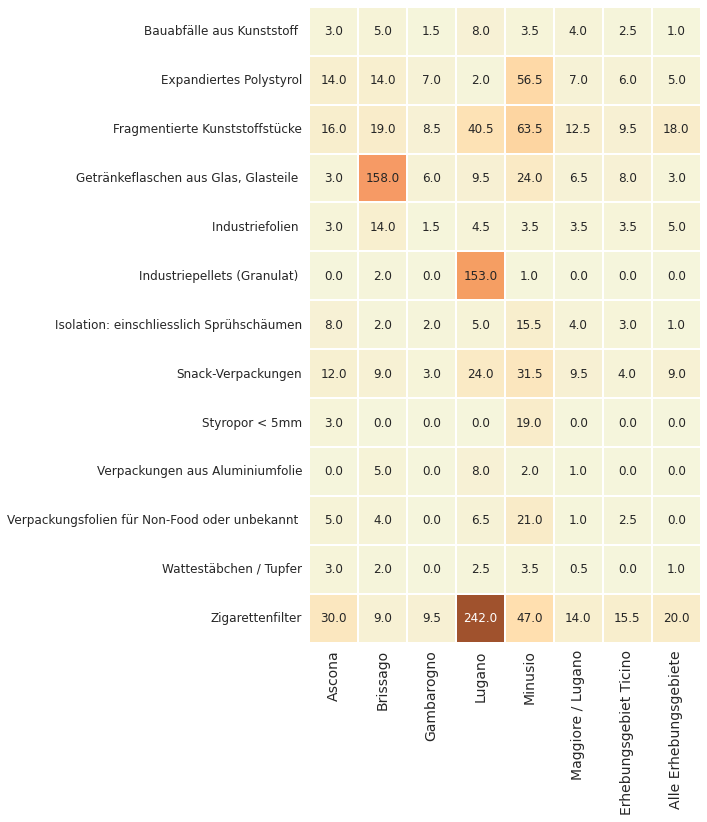 Bauabfälle aus Kunststoff 3.0 5.0 1.5 8.0 3.5 4.0 2.5 1.0
Expandiertes Polystyrol 14.0 14.0 7.0 2.0 56.5 7.0 6.0 5.0
Fragmentierte Kunststoffstücke 16.0 19.0 8.5 40.5 63.5 12.5 9.5 18.0
Getränkeflaschen aus Glas, Glasteile 3.0 158.0 6.0 9.5 24.0 6.5 8.0 3.0
Industriefolien 3.0 14.0 1.5 4.5 3.5 3.5 3.5 5.0
Industriepellets (Granulat) 0.0 2.0 0.0 153.0 1.0 0.0 0.0 0.0
Isolation: einschliesslich Sprühschäumen 8.0 2.0 2.0 5.0 15.5 4.0 3.0 1.0
Snack-Verpackungen 12.0 9.0 3.0 24.0 31.5 9.5 4.0 9.0
Styropor < 5mm 3.0 0.0 0.0 0.0 19.0 0.0 0.0 0.0
Verpackungen aus Aluminiumfolie 0.0 5.0 0.0 8.0 2.0 1.0 0.0 0.0
Verpackungsfolien für Non-Food oder unbekannt 5.0 4.0 0.0 6.5 21.0 1.0 2.5 0.0
Wattestäbchen / Tupfer 3.0 2.0 0.0 2.5 3.5 0.5 0.0 1.0
Zigarettenfilter 30.0 9.0 9.5 242.0 47.0 14.0 15.5 20.0
Ascona
Brissago
Gambarogno
Lugano
Minusio
Maggiore / Lugano
Erhebungsgebiet Ticino
Alle Erhebungsgebiete